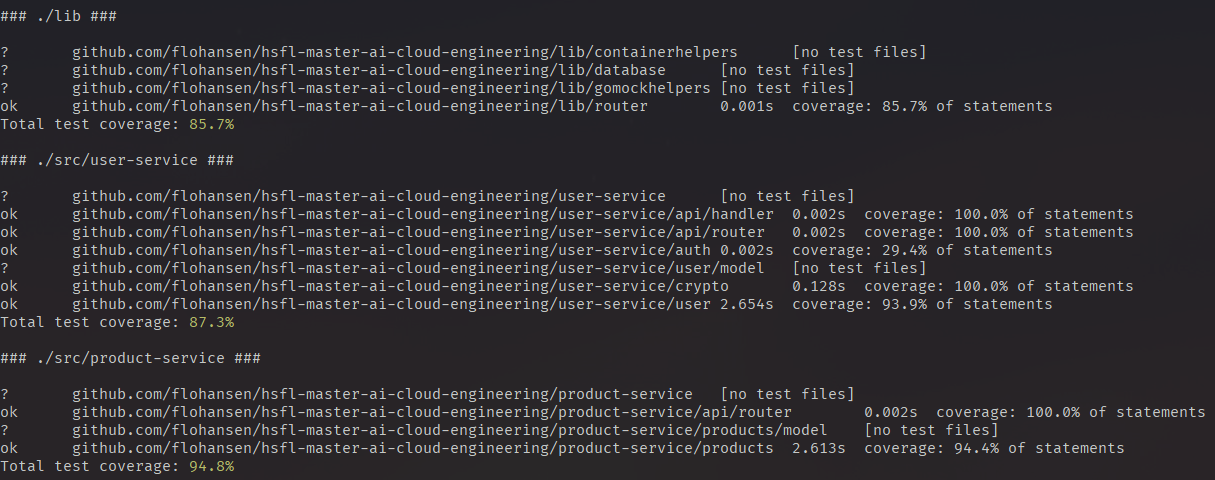 ### ./lib ###
? github.com/flohansen/hsfl-master-ai-cloud-engineering/lib/containerhelpers [no test files]
? github.com/flohansen/hsfl-master-ai-cloud-engineering/lib/database [no test files]
? github.com/flohansen/hsfl-master-ai-cloud-engineering/lib/gomockhelpers [no test files]
ok github.com/flohansen/hsfl-master-ai-cloud-engineering/lib/router 0.001s coverage: 85.7% of statements
Total test coverage: 85.7%
### ./src/user-service ###
? github.com/flohansen/hsfl-master-ai-cloud-engineering/user-service [no test files]
ok github.com/flohansen/hsfl-master-ai-cloud-engineering/user-service/api/handler 0.002s coverage: 100.0% of statements
ok github.com/flohansen/hsfl-master-ai-cloud-engineering/user-service/api/router 0.002s coverage: 100.0% of statements
ok github.com/flohansen/hsfl-master-ai-cloud-engineering/user-service/auth 0.002s coverage: 29.4% of statements
? github.com/flohansen/hsfl-master-ai-cloud-engineering/user-service/user/model [no test files]
ok github.com/flohansen/hsfl-master-ai-cloud-engineering/user-service/crypto 0.128s coverage: 100.0% of statements
ok github.com/flohansen/hsfl-master-ai-cloud-engineering/user-service/user 2.654s coverage: 93.9% of statements
Total test coverage: 87.3%
### ./src/product-service ###
? github.com/flohansen/hsfl-master-ai-cloud-engineering/product-service [no test files]
ok github.com/flohansen/hsfl-master-ai-cloud-engineering/product-service/api/router 0.002s coverage: 100.0% of statements
? github.com/flohansen/hsfl-master-ai-cloud-engineering/product-service/products/model [no test files]
ok github.com/flohansen/hsfl-master-ai-cloud-engineering/product-service/products 2.613s coverage: 94.4% of statements
Total test coverage: 94.8%